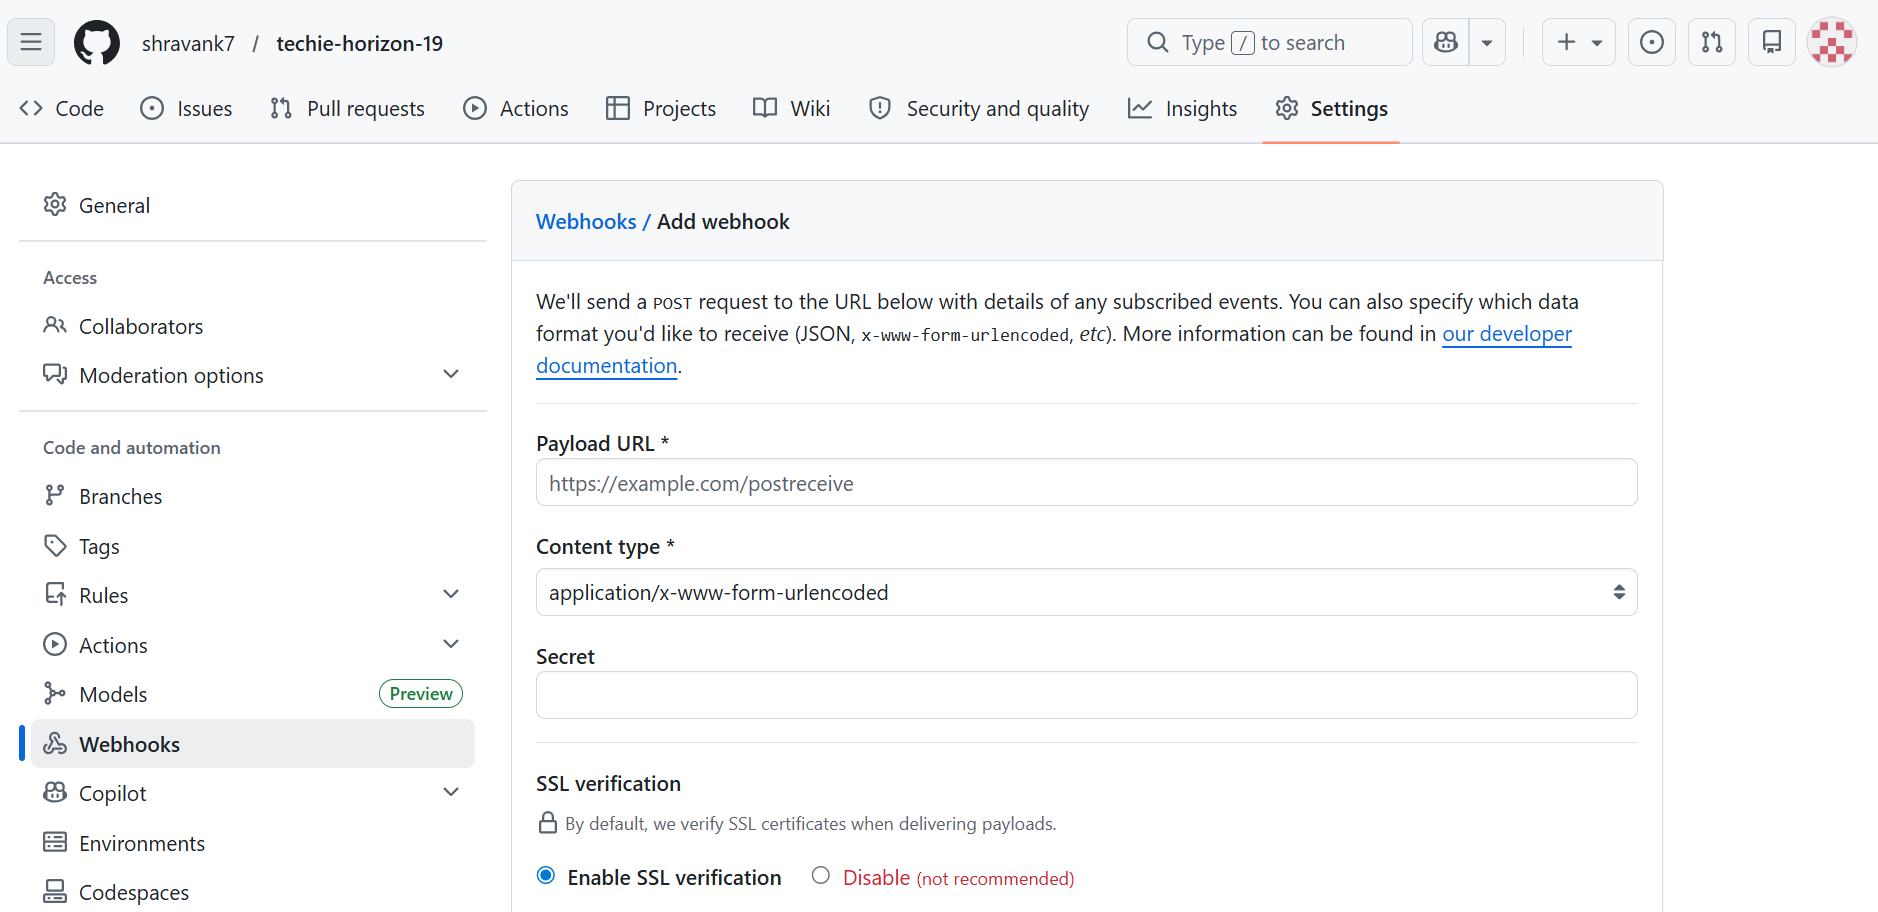 shravank7 / techie-horizon-19
Type / to search
Code
Issues
Pull requests
Actions
Projects
Wiki
Security and quality
Insights
Settings
General
Access
Collaborators
Moderation options
Code and automation
Branches
Tags
Rules
Actions
Models Preview
Webhooks
Copilot
Environments
Codespaces
Webhooks / Add webhook
We'll send a POST request to the URL below with details of any subscribed events. You can also specify which data
format you'd like to receive (JSON, x-www-form-urlencoded, etc). More information can be found in our developer
documentation.
Payload URL *
https://example.com/postreceive
Content type *
application/x-www-form-urlencoded
Secret
SSL verification
By default, we verify SSL certificates when delivering payloads.
Enable SSL verification
Disable (not recommended)